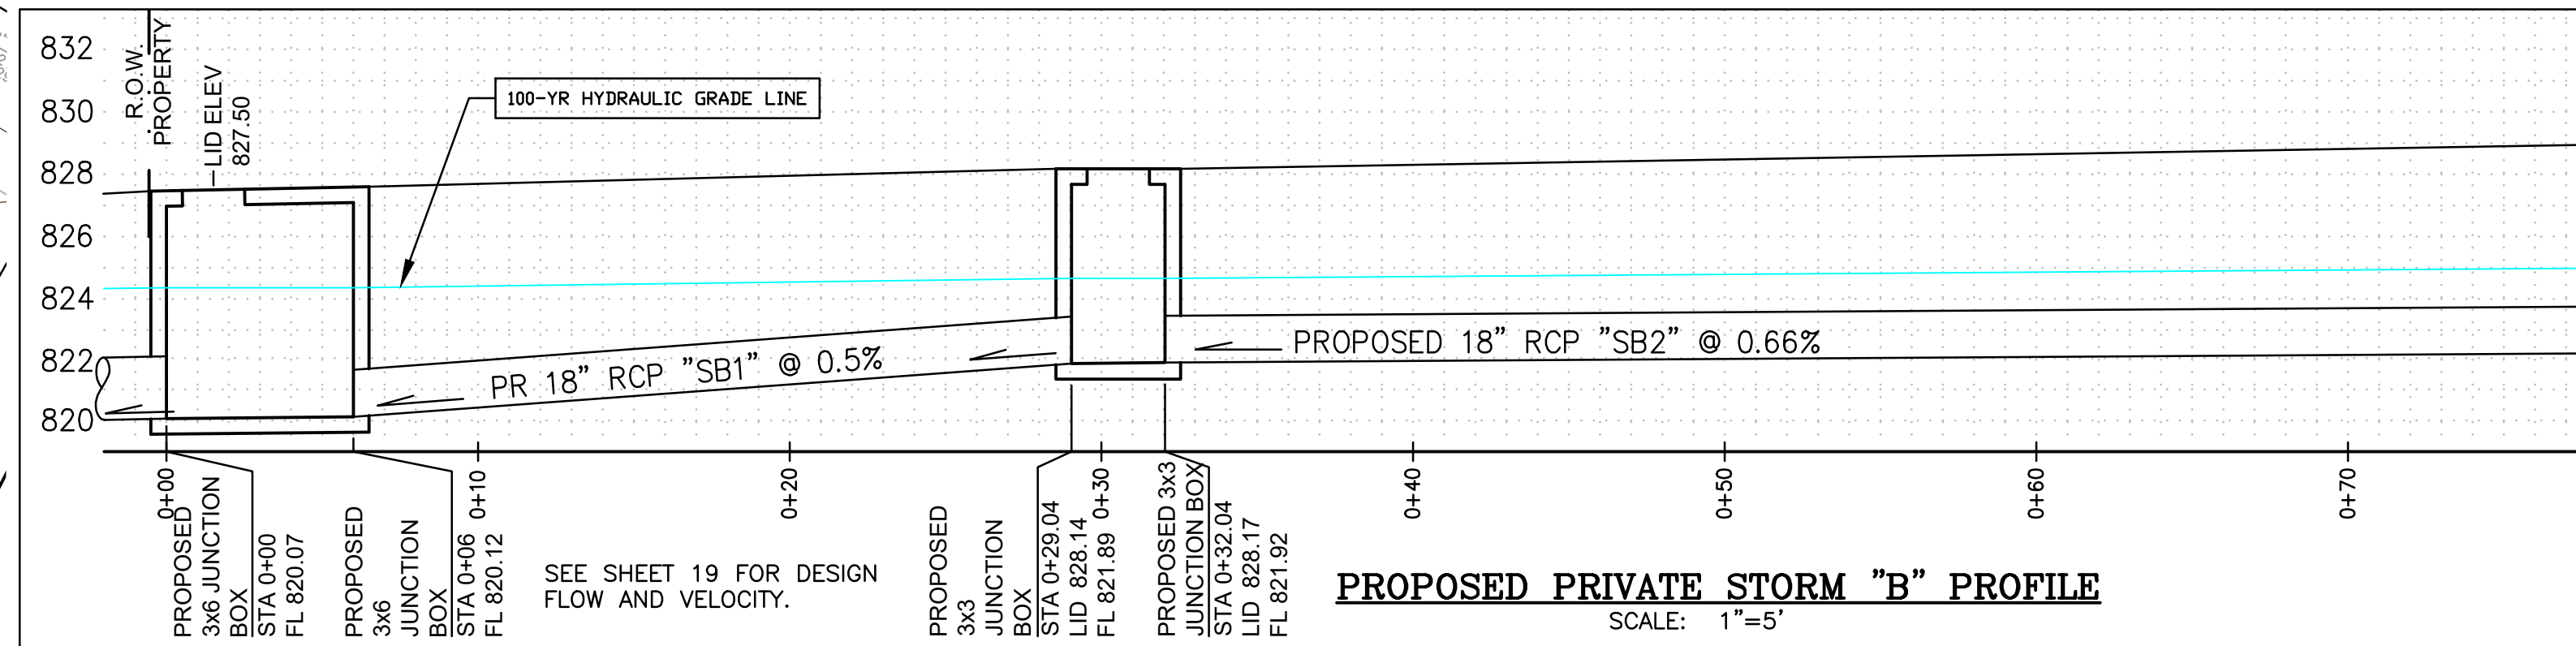 832
830
828
826
824
822
820
R.O.W.
PROPERTY
LID ELEV
827.50
100-YR HYDRAULIC GRADE LINE
PR 18" RCP "SB1" @ 0.5%
PROPOSED 18" RCP "SB2" @ 0.66%
0+00
0+10
0+20
0+30
0+40
0+50
0+60
0+70
PROPOSED
3x6 JUNCTION
BOX
STA 0+00
FL 820.07
PROPOSED
3x6
JUNCTION
BOX
STA 0+06
FL 820.12
SEE SHEET 19 FOR DESIGN
FLOW AND VELOCITY.
PROPOSED
3x3
JUNCTION
BOX
STA 0+29.04
LID 828.14
FL 821.89
PROPOSED 3x3
JUNCTION BOX
STA 0+32.04
LID 828.17
FL 821.92
PROPOSED PRIVATE STORM "B" PROFILE
SCALE: 1"=5'